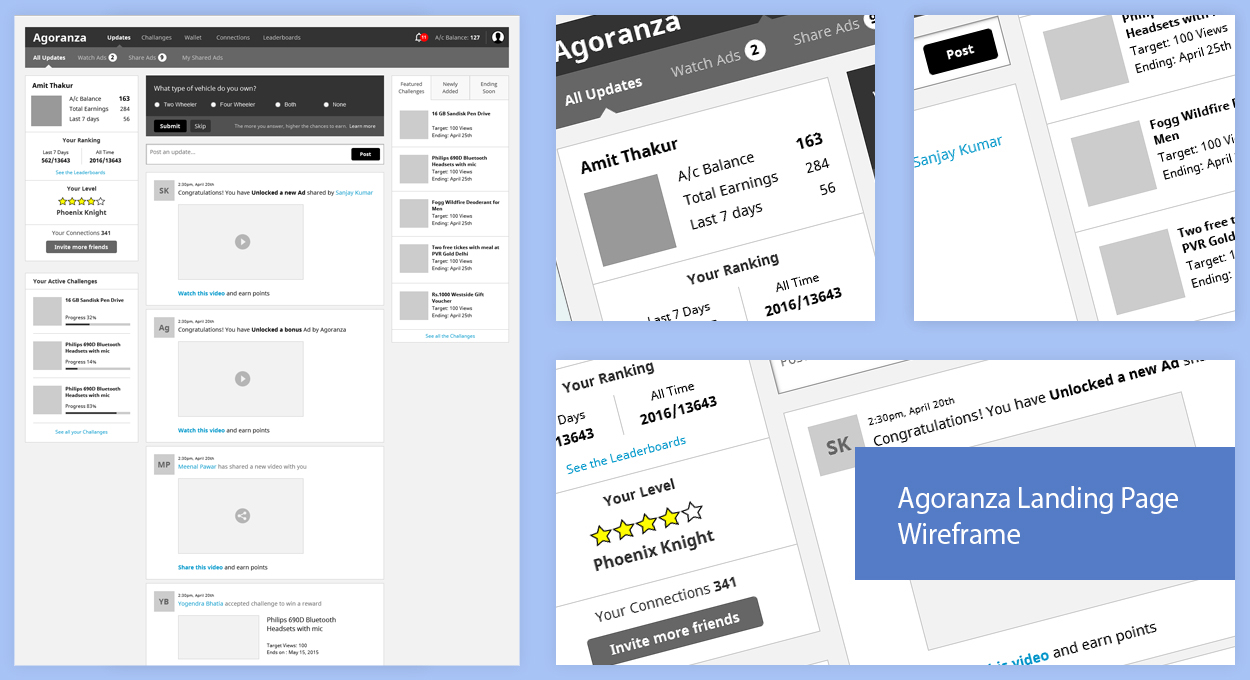 Agoranza
Updates Challenges Wallet Connections Leaderboards
11 A/c Balance: 127
All Updates Watch Ads 2 Share Ads 9 My Shared Ads
Amit Thakur
A/c Balance 163
Total Earnings 284
Last 7 days 56
Your Ranking
Last 7 Days All Time
562/13643 2016/13643
See the Leaderboards
Your Level
Phoenix Knight
Your Connections 341
Invite more friends
Your Active Challenges
16 GB Sandisk Pen Drive
Progress 32%
Philips 690D Bluetooth
Headsets with mic
Progress 14%
Philips 690D Bluetooth
Headsets with mic
Progress 83%
See all your Challanges
What type of vehicle do you own?
Two Wheeler Four Wheeler Both None
Submit Skip The more you answer, higher the chances to earn. Learn more
Post an update... Post
SK
2:30pm, April 20th
Congratulations! You have Unlocked a new Ad shared by Sanjay Kumar
Watch this video and earn points
Ag
2:30pm, April 20th
Congratulations! You have Unlocked a bonus Ad by Agoranza
Watch this video and earn points
MP
2:30pm, April 20th
Meenal Pawar has shared a new video with you
Share this video and earn points
YB
2:30pm, April 20th
Yogendra Bhatia accepted challenge to win a reward
Philips 690D Bluetooth
Headsets with mic
Target Views: 100
Ends on : May 15, 2015
Featured
Challenges
Newly
Added
Ending
Soon
16 GB Sandisk Pen Drive
Target: 100 Views
Ending: April 25th
Philips 690D Bluetooth
Headsets with mic
Target: 100 Views
Ending: April 25th
Fogg Wildfire Deoderant for
Men
Target: 100 Views
Ending: April 25th
Two free tickes with meal at
PVR Gold Delhi
Target: 100 Views
Ending: April 25th
Rs.1000 Westside Gift
Voucher
Target: 100 Views
Ending: April 25th
See all the Challanges
Agoranza
All Updates Watch Ads 2 Share Ads 9
Amit Thakur
A/c Balance 163
Total Earnings 284
Last 7 days 56
Your Ranking
Last 7 Days All Time
2016/13643
Post
Sanjay Kumar
Headsets with
Target: 100 Views
Ending: April 25th
Fogg Wildfire
Men
Target: 100
Ending: April
Two free
PVR Gold
Target:
Ending:
Your Ranking
Days All Time
13643 2016/13643
See the Leaderboards
Your Level
Phoenix Knight
Your Connections 341
Invite more friends
SK
2:30pm, April 20th
Congratulations! You have Unlocked a new Ad
video and earn points
Agoranza Landing Page
Wireframe